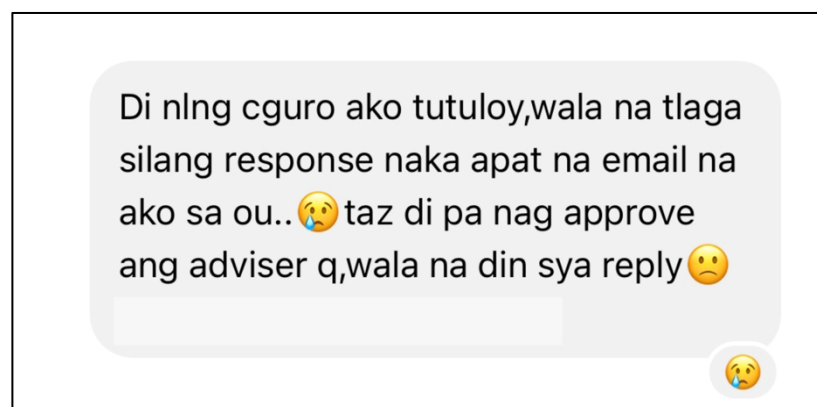 Di nlng cguro ako tutuloy,wala na tlaga
silang response naka apat na email na
ako sa ou..😢taz di pa nag approve
ang adviser q,wala na din sya reply🙁